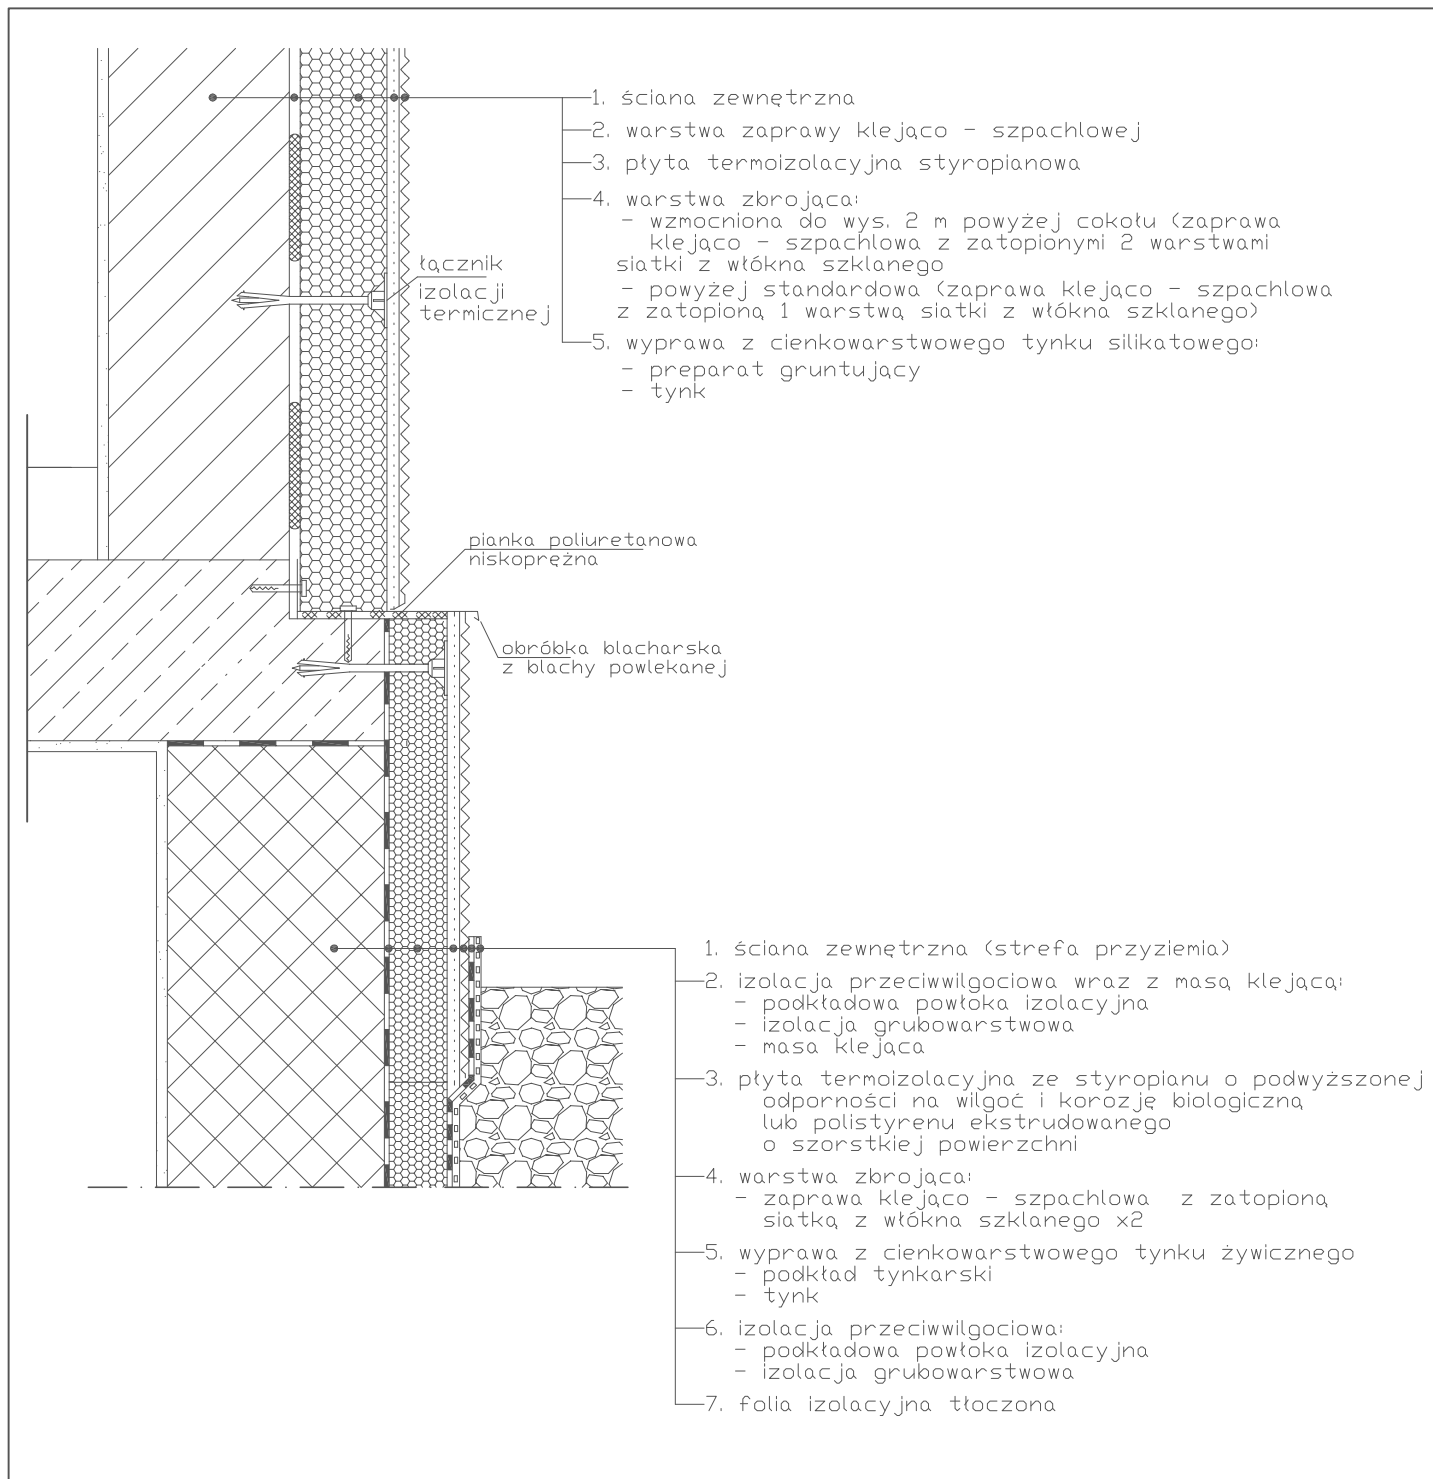 1. ściana zewnętrzna
2. warstwa zaprawy klejąco - szpachlowej
3. płyta termoizolacyjna styropianowa
4. warstwa zbrojąca:
- wzmocniona do wys. 2 m powyżej cokołu (zaprawa
klejąco - szpachlowa z zatopionymi 2 warstwami
siatki z włókna szklanego
- powyżej standardowa (zaprawa klejąco - szpachlowa
z zatopioną 1 warstwą siatki z włókna szklanego)
5. wyprawa z cienkowarstwowego tynku silikatowego:
- preparat gruntujący
- tynk
łącznik
izolacji
termicznej
pianka poliuretanowa
niskoprężna
obróbka blacharska
z blachy powlekanej
1. ściana zewnętrzna (strefa przyziemia)
2. izolacja przeciwwilgociowa wraz z masą klejącą:
- podkładowa powłoka izolacyjna
- izolacja grubowarstwowa
- masa klejąca
3. płyta termoizolacyjna ze styropianu o podwyższonej
odporności na wilgoć i korozję biologiczną
lub polistyrenu ekstrudowanego
o szorstkiej powierzchni
4. warstwa zbrojąca:
- zaprawa klejąco - szpachlowa z zatopioną
siatką z włókna szklanego x2
5. wyprawa z cienkowarstwowego tynku żywicznego
- podkład tynkarski
- tynk
6. izolacja przeciwwilgociowa:
- podkładowa powłoka izolacyjna
- izolacja grubowarstwowa
7. folia izolacyjna tłoczona